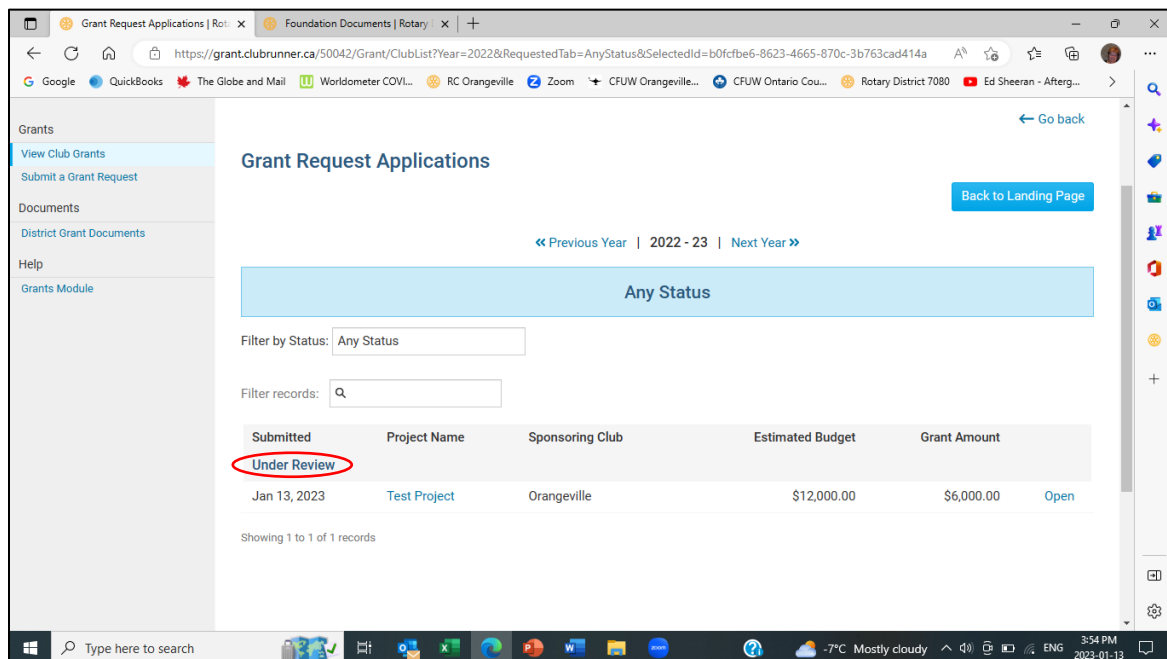 Grant Request Applications | Rot
Foundation Documents | Rotary
https://grant.clubrunner.ca/50042/Grant/ClubList?Year=2022&RequestedTab=AnyStatus&SelectedId=b0fcfbe6-8623-4665-870c-3b763cad414a
Google QuickBooks The Globe and Mail Worldometer COVI... RC Orangeville Zoom CFUW Orangeville... CFUW Ontario Cou... Rotary District 7080 Ed Sheeran - Afterg...
Go back
Grants
View Club Grants
Submit a Grant Request
Documents
District Grant Documents
Help
Grants Module
Grant Request Applications
Back to Landing Page
« Previous Year | 2022 - 23 | Next Year »
Any Status
Filter by Status: Any Status
Filter records:
Submitted Project Name Sponsoring Club Estimated Budget Grant Amount
Under Review
Jan 13, 2023 Test Project Orangeville $12,000.00 $6,000.00 Open
Showing 1 to 1 of 1 records
Type here to search
-7°C Mostly cloudy
ENG
3:54 PM
2023-01-13